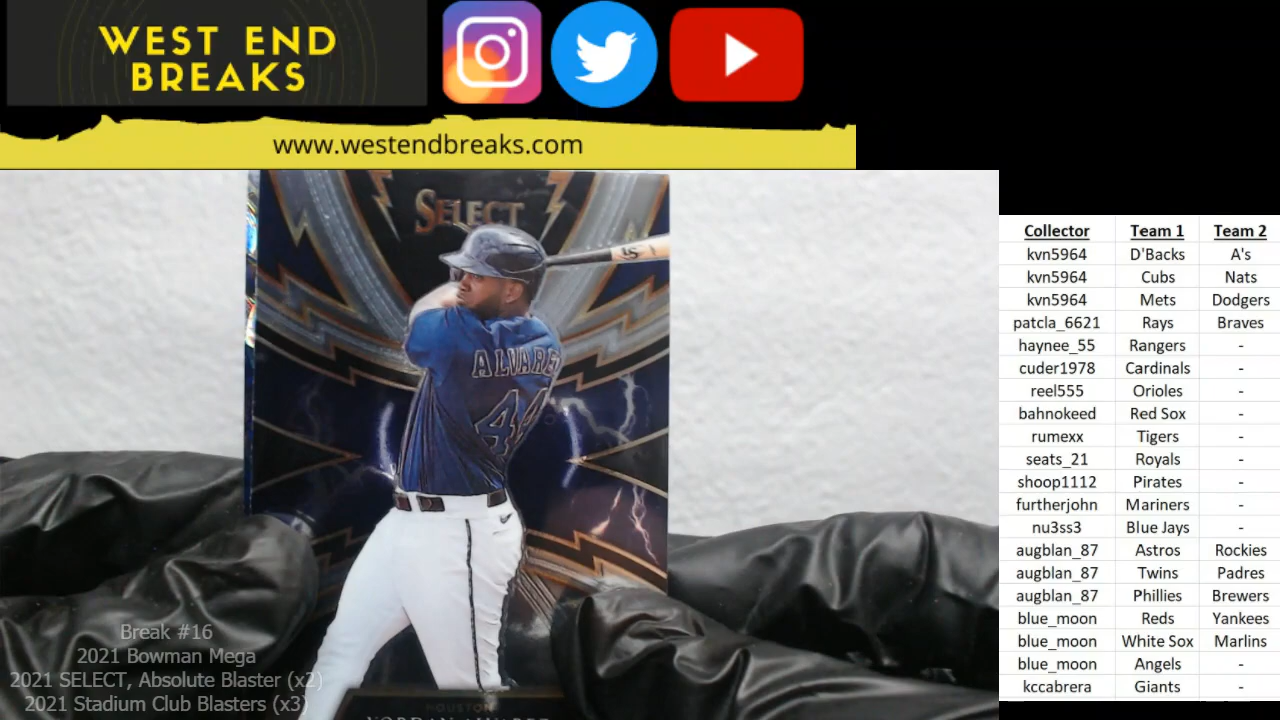 WEST END
BREAKS
www.westendbreaks.com
SELECT
LS
ALVAREZ
44
HOUSTON
YORDAN ALVAREZ
Break #16
2021 Bowman Mega
2021 SELECT, Absolute Blaster (x2)
2021 Stadium Club Blasters (x3)
Collector Team 1 Team 2
kvn5964 D'Backs A's
kvn5964 Cubs Nats
kvn5964 Mets Dodgers
patcla_6621 Rays Braves
haynee_55 Rangers -
cuder1978 Cardinals -
reel555 Orioles -
bahnokeed Red Sox -
rumexx Tigers -
seats_21 Royals -
shoop1112 Pirates -
furtherjohn Mariners -
nu3ss3 Blue Jays -
augblan_87 Astros Rockies
augblan_87 Twins Padres
augblan_87 Phillies Brewers
blue_moon Reds Yankees
blue_moon White Sox Marlins
blue_moon Angels -
kccabrera Giants -